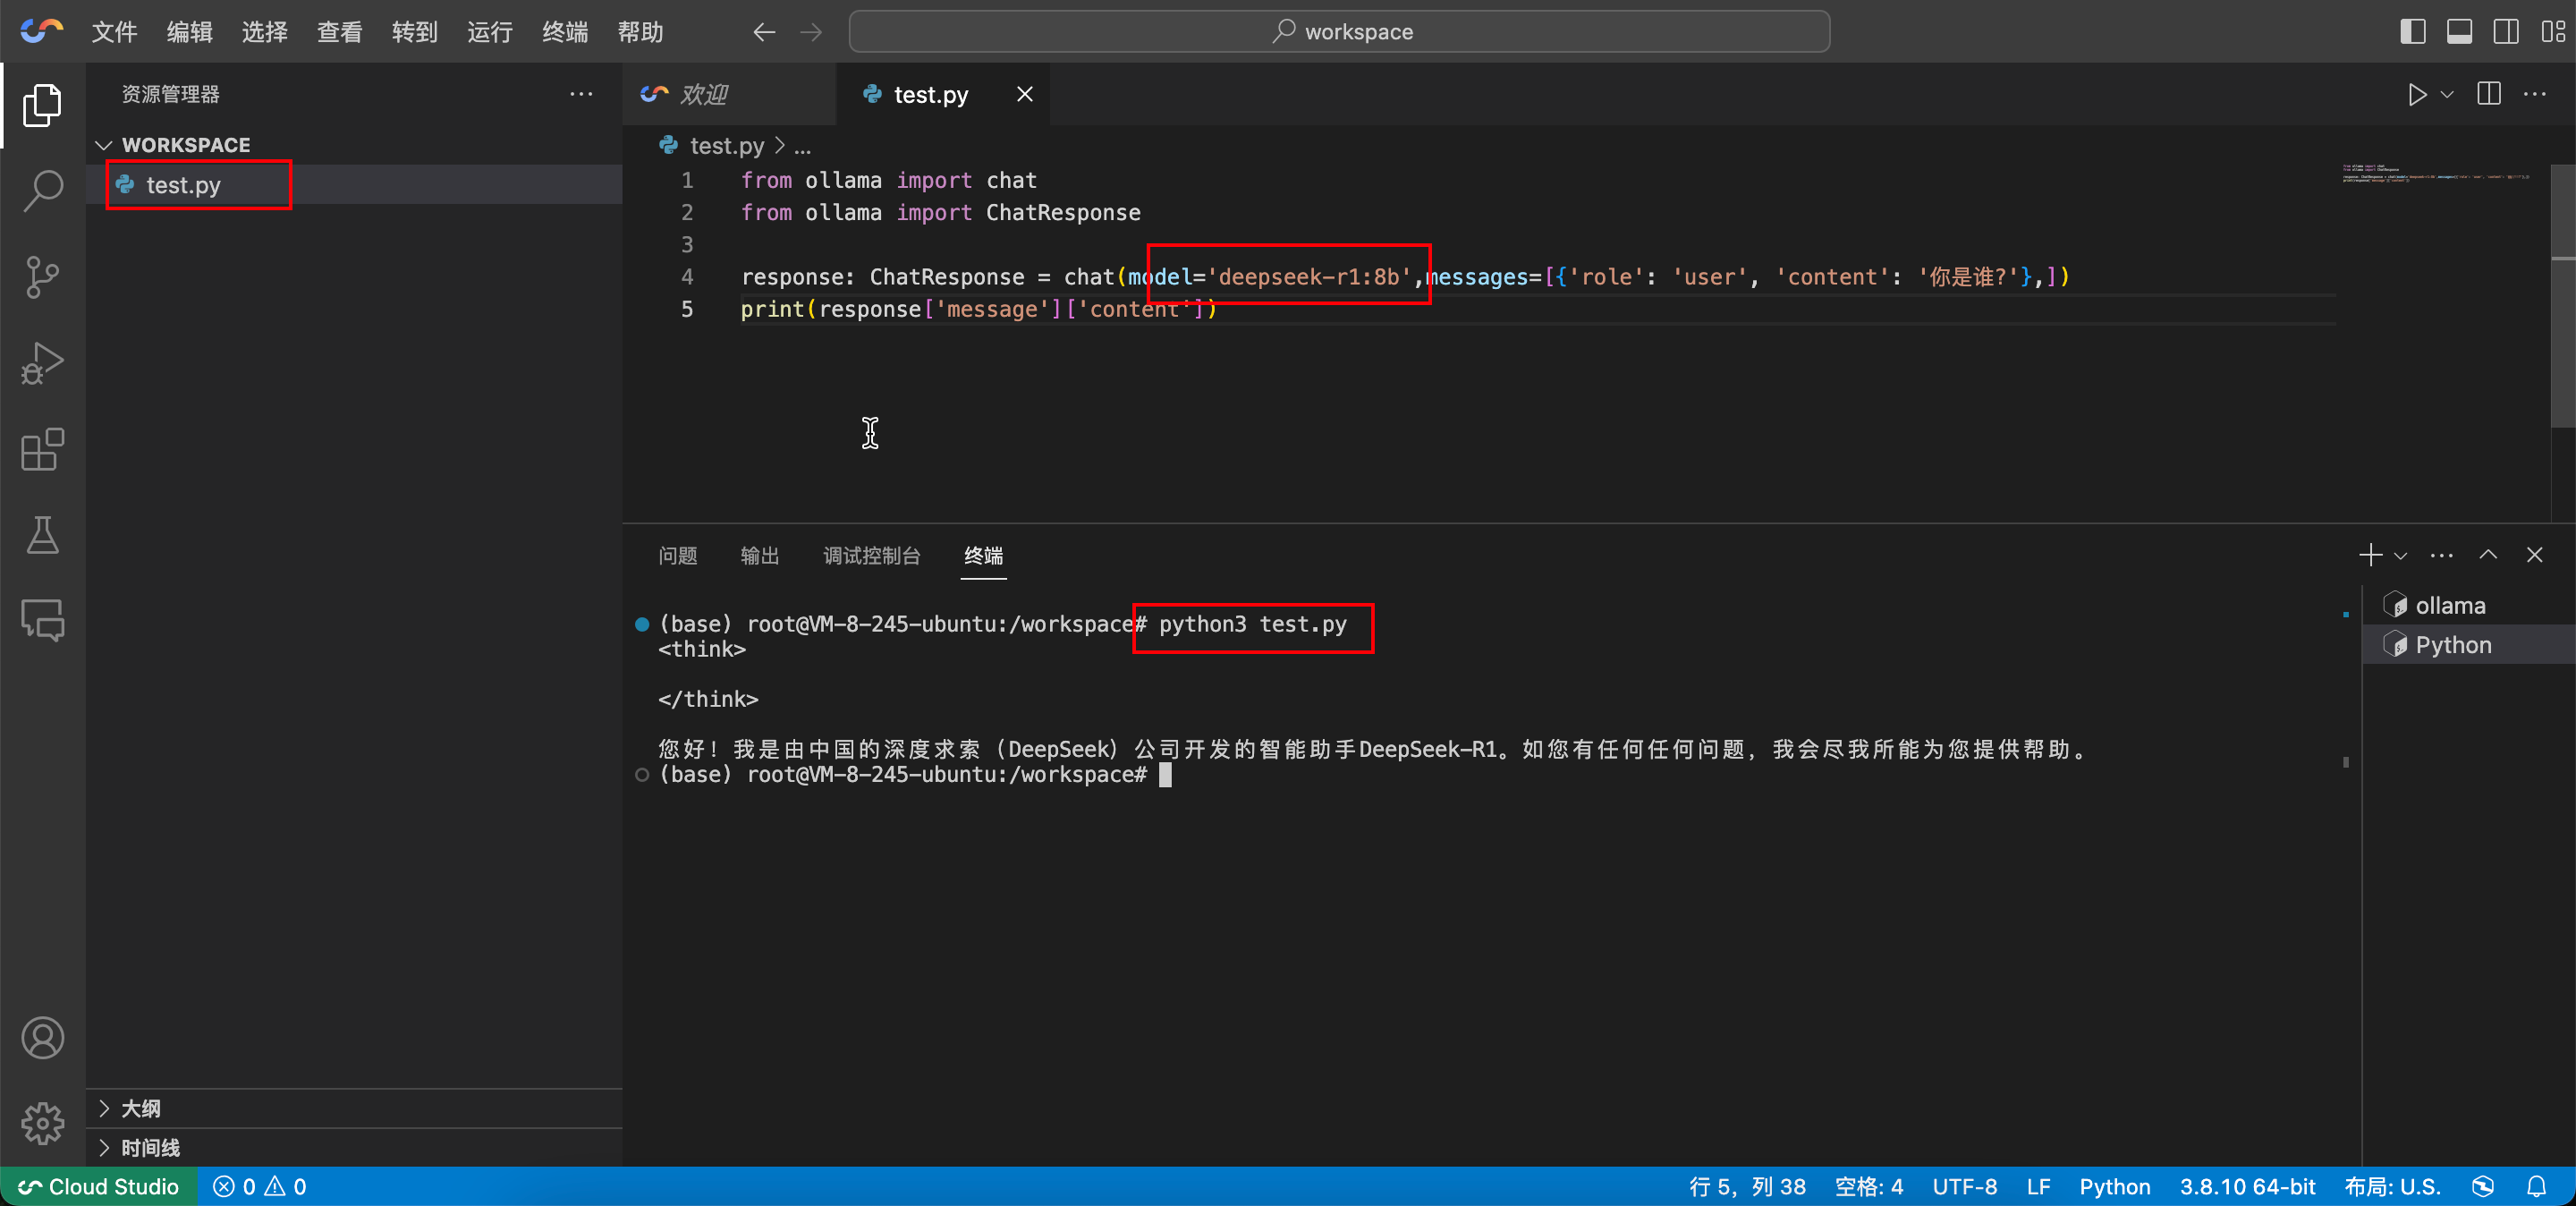 文件 编辑 选择 查看 转到 运行 终端 帮助 workspace
资源管理器
WORKSPACE
test.py
大纲
时间线
欢迎 test.py
test.py > ...
1 from ollama import chat
2 from ollama import ChatResponse
3
4 response: ChatResponse = chat(model='deepseek-r1:8b',messages=[{'role': 'user', 'content': '你是谁?'},])
5 print(response['message']['content'])
问题 输出 调试控制台 终端
(base) root@VM-8-245-ubuntu:/workspace# python3 test.py
<think>
</think>
您好！我是由中国的深度求索（DeepSeek）公司开发的智能助手DeepSeek-R1。如您有任何任何问题，我会尽我所能为您提供帮助。
(base) root@VM-8-245-ubuntu:/workspace#
ollama
Python
Cloud Studio 0 0 行 5，列 38 空格: 4 UTF-8 LF Python 3.8.10 64-bit 布局: U.S.